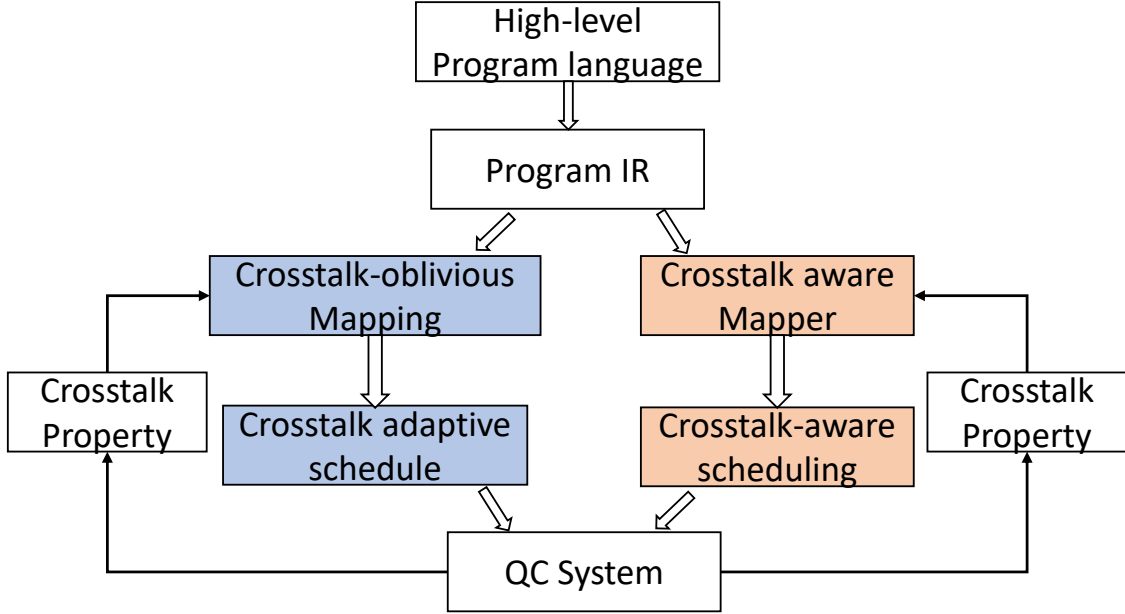 High-level
Program language
Program IR
Crosstalk-oblivious
Mapping
Crosstalk aware
Mapper
Crosstalk
Property
Crosstalk adaptive
schedule
Crosstalk-aware
scheduling
Crosstalk
Property
QC System